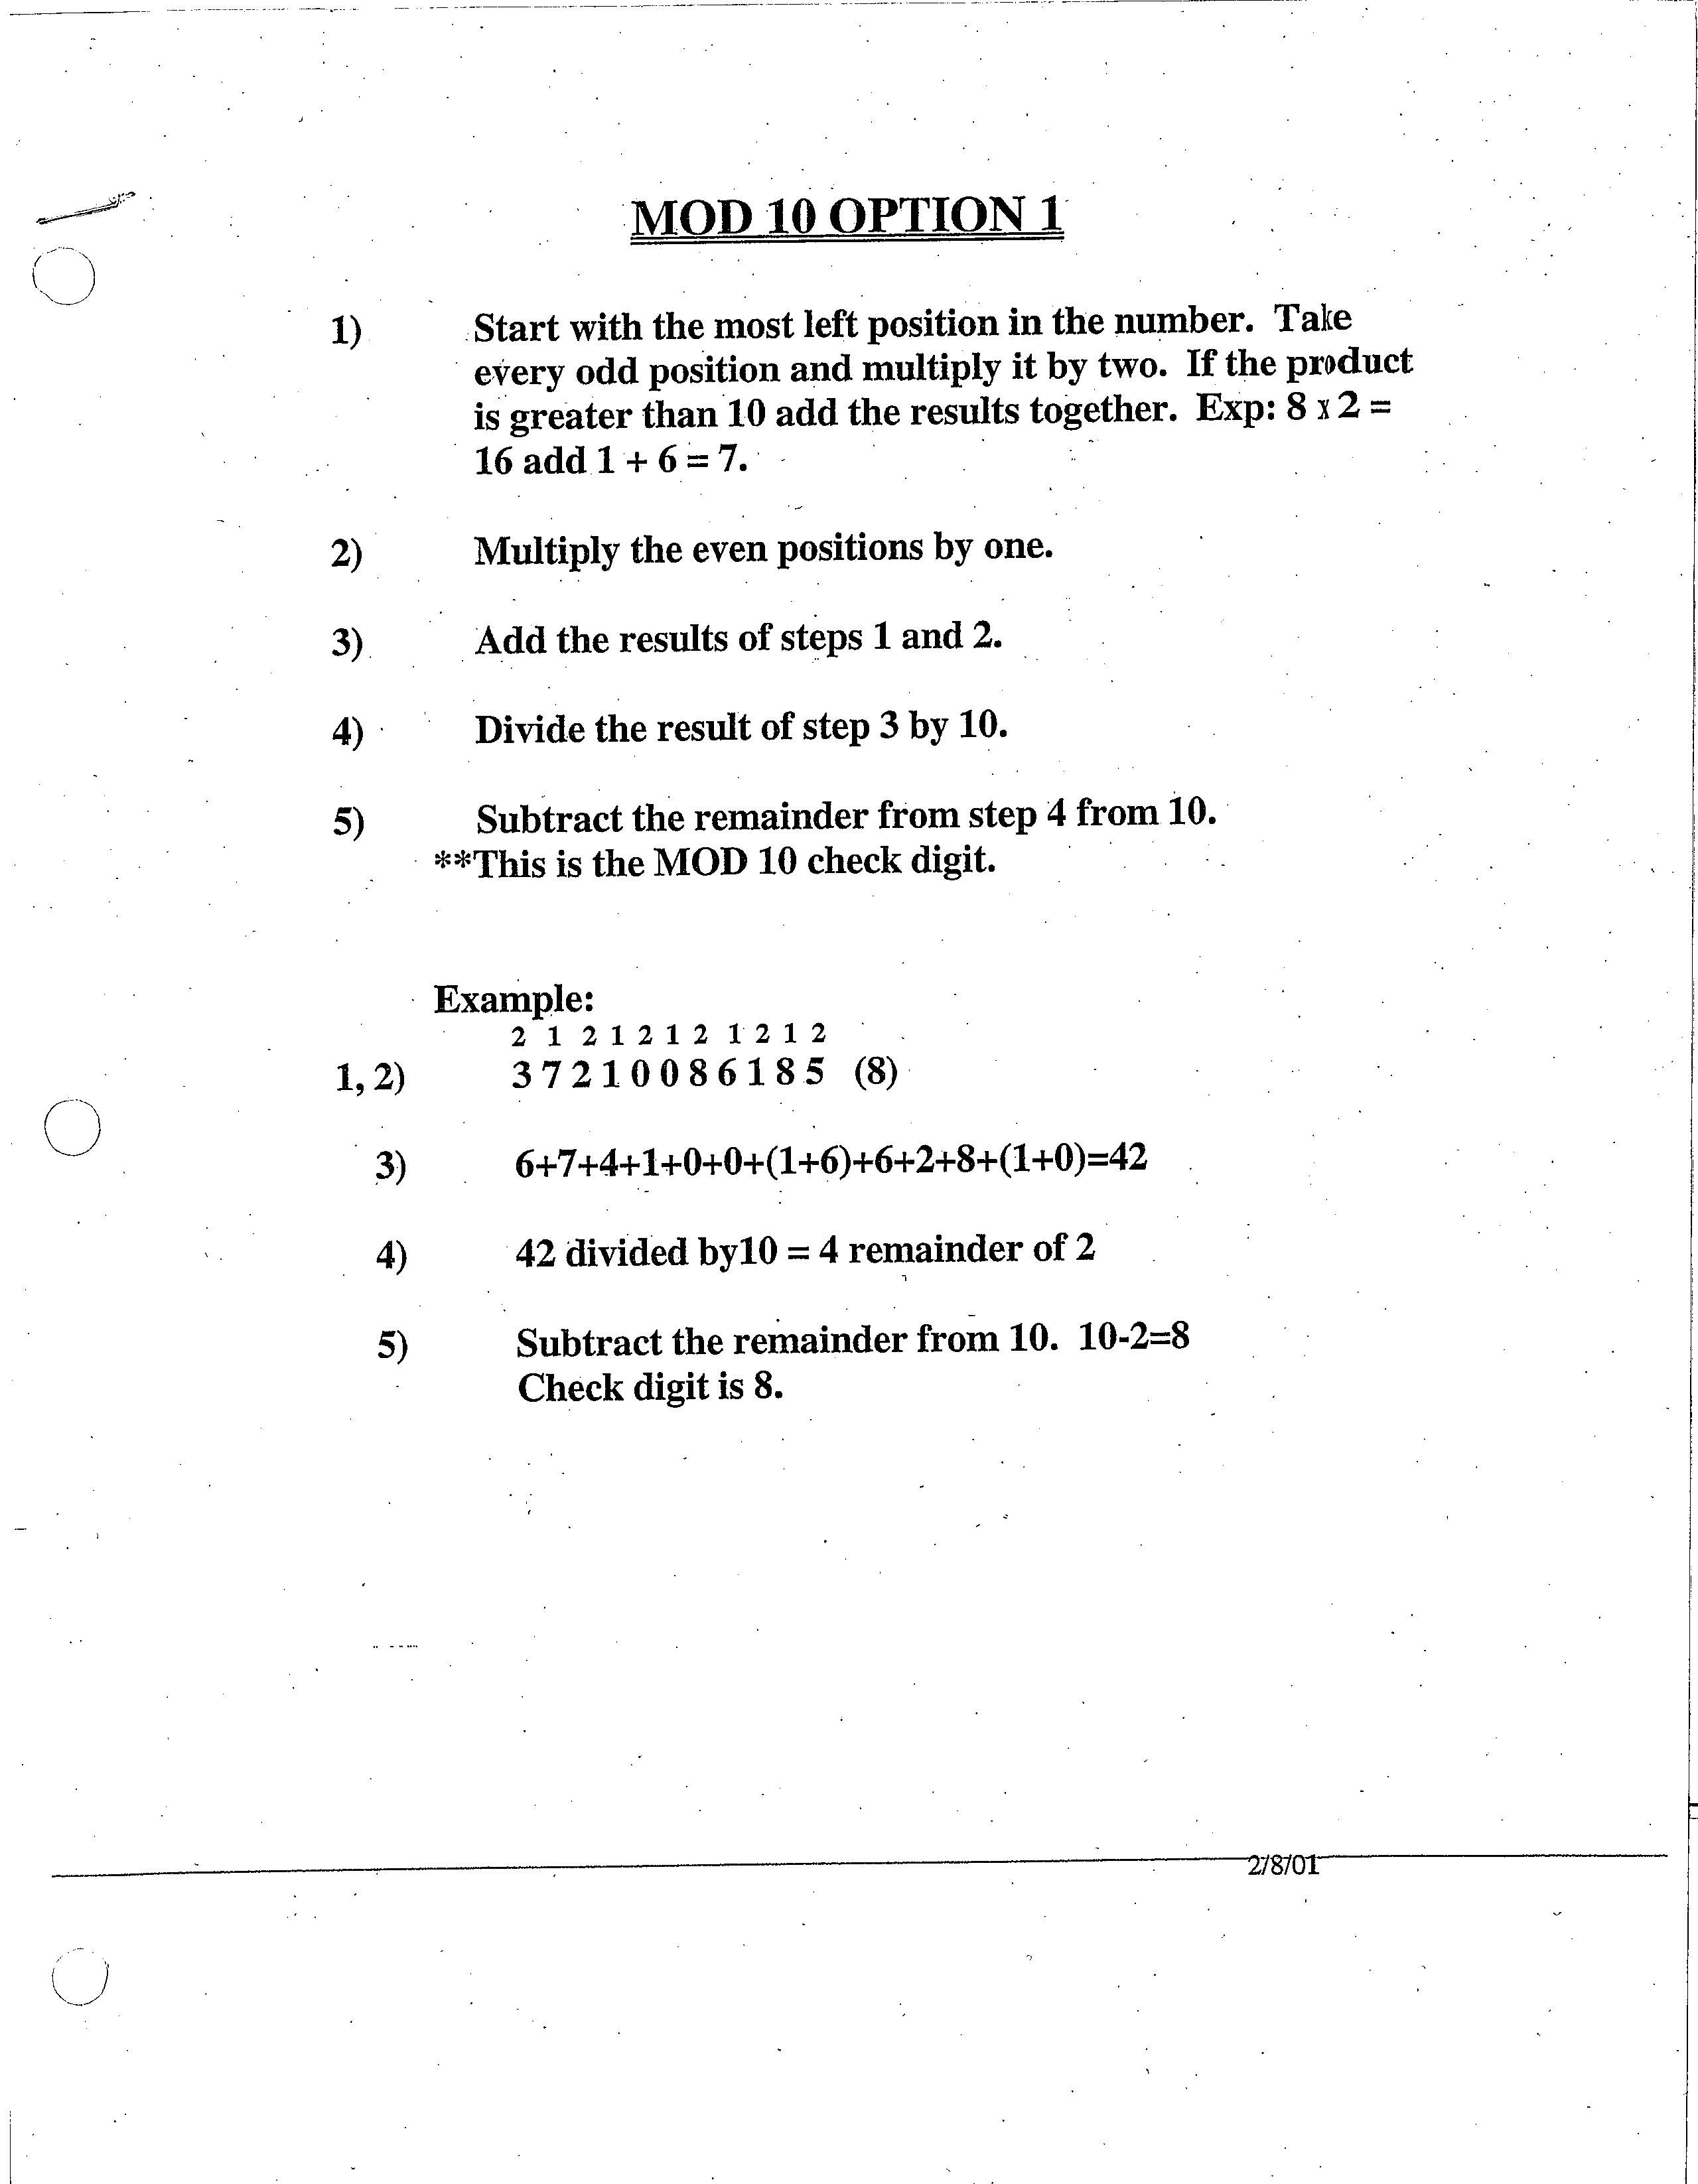 MOD 10 OPTION 1
1) Start with the most left position in the number. Take
every odd position and multiply it by two. If the product
is greater than 10 add the results together. Exp: 8 x 2 =
16 add 1 + 6 = 7.
2) Multiply the even positions by one.
3) Add the results of steps 1 and 2.
4) Divide the result of step 3 by 10.
5) Subtract the remainder from step 4 from 10.
**This is the MOD 10 check digit.
Example:
2 1 2 1 2 1 2 1 2 1 2
1, 2) 3 7 2 1 0 0 8 6 1 8 5 (8)
3) 6+7+4+1+0+0+(1+6)+6+2+8+(1+0)=42
4) 42 divided by10 = 4 remainder of 2
5) Subtract the remainder from 10. 10-2=8
Check digit is 8.
2/8/01